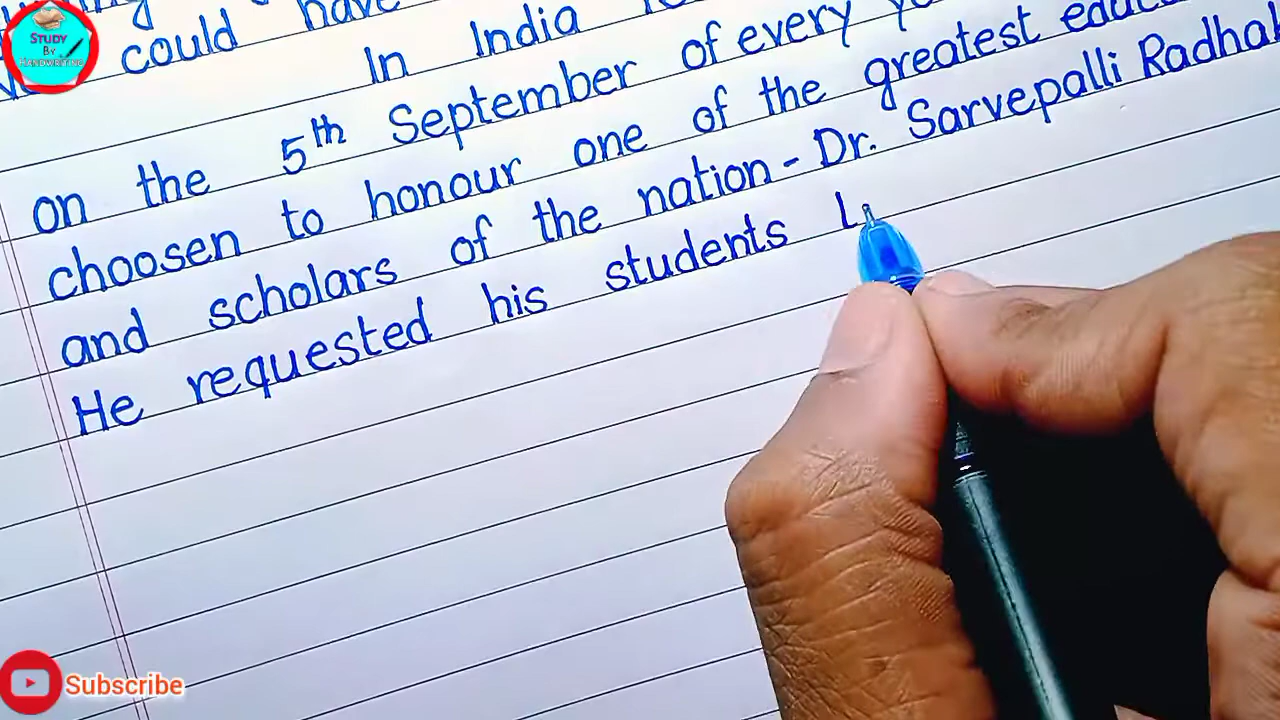 STUDY
By
HANDWRITING
could have
In India
on the 5th September of every
choosen to honour one of the greatest
and scholars of the nation - Dr. Sarvepalli
He requested his students
Subscribe